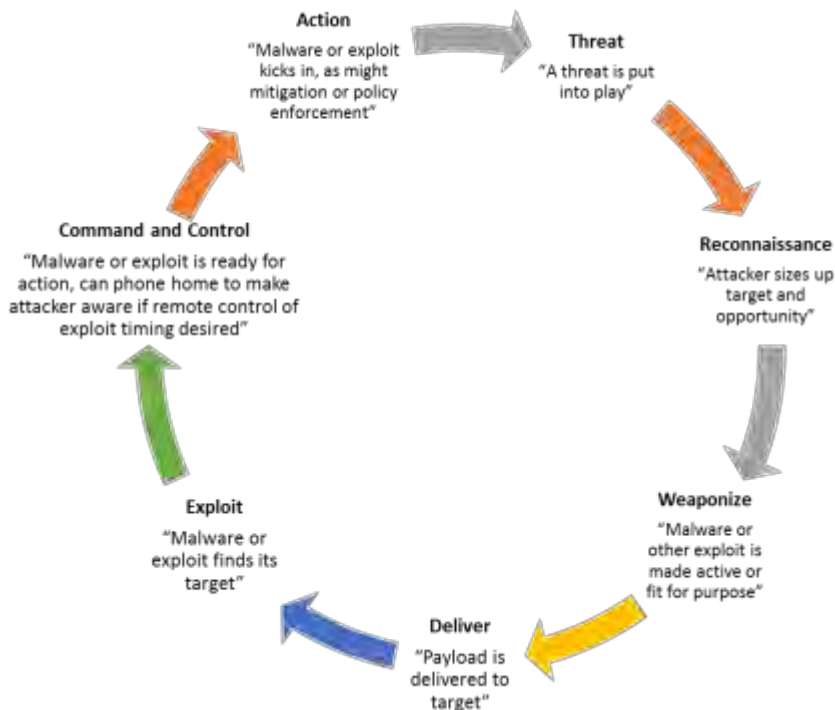 Action
“Malware or exploit
kicks in, as might
mitigation or policy
enforcement”
Threat
“A threat is put
into play”
Reconnaissance
“Attacker sizes up
target and
opportunity”
Weaponize
“Malware or
other exploit is
made active or
fit for purpose”
Deliver
“Payload is
delivered to
target”
Exploit
“Malware or
exploit finds its
target”
Command and Control
“Malware or exploit is ready for
action, can phone home to make
attacker aware if remote control of
exploit timing desired”